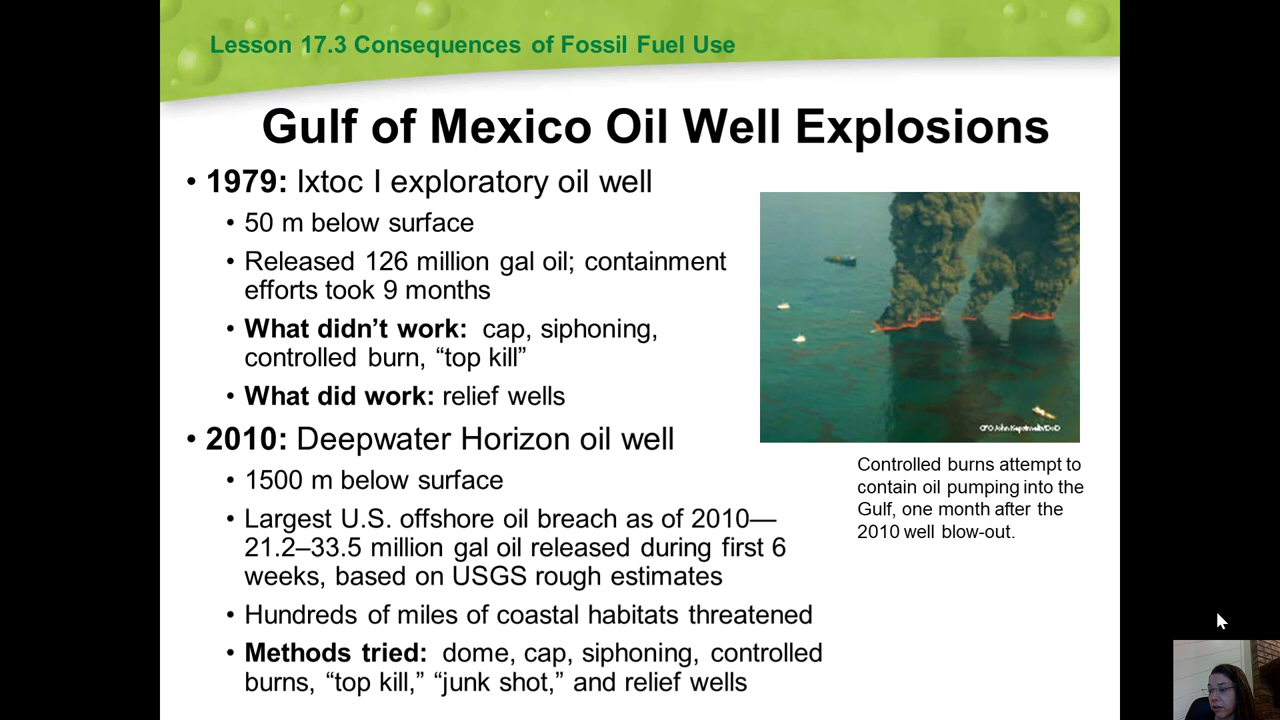 Lesson 17.3 Consequences of Fossil Fuel Use
Gulf of Mexico Oil Well Explosions
• 1979: Ixtoc I exploratory oil well
• 50 m below surface
• Released 126 million gal oil; containment
efforts took 9 months
• What didn’t work: cap, siphoning,
controlled burn, “top kill”
• What did work: relief wells
• 2010: Deepwater Horizon oil well
• 1500 m below surface
• Largest U.S. offshore oil breach as of 2010—
21.2–33.5 million gal oil released during first 6
weeks, based on USGS rough estimates
• Hundreds of miles of coastal habitats threatened
• Methods tried: dome, cap, siphoning, controlled
burns, “top kill,” “junk shot,” and relief wells
Controlled burns attempt to
contain oil pumping into the
Gulf, one month after the
2010 well blow-out.